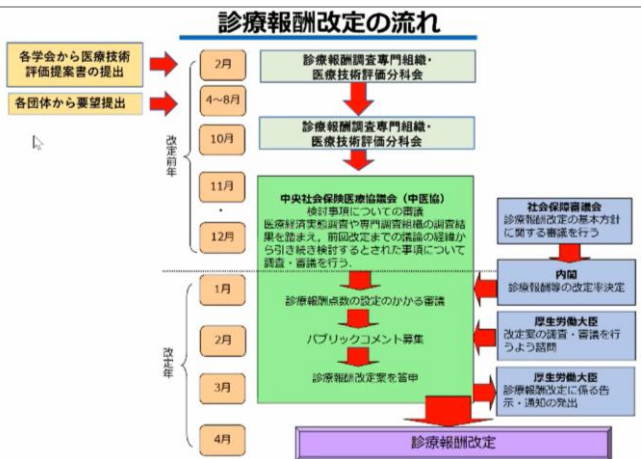 診療報酬改定の流れ
各学会から医療技術
評価提案書の提出
各団体から要望提出
改定前年
2月
4～8月
10月
11月
・
12月
診療報酬調査専門組織・
医療技術評価分科会
診療報酬調査専門組織・
医療技術評価分科会
中央社会保険医療協議会（中医協）
検討事項についての審議
医療経済実態調査や専門調査組織の調査結
果を踏まえ，前回改定までの議論の経緯か
ら引き続き検討するとされた事項について
調査・審議を行う．
社会保障審議会
診療報酬改定の基本方針
に関する審議を行う
内閣
診療報酬等の改定率決定
改定年
1月
2月
3月
4月
診療報酬点数の設定のかかる審議
パブリックコメント募集
診療報酬改定案を答申
厚生労働大臣
改定案の調査・審議を行
うよう諮問
厚生労働大臣
診療報酬改定に係る告
示・通知の発出
診療報酬改定